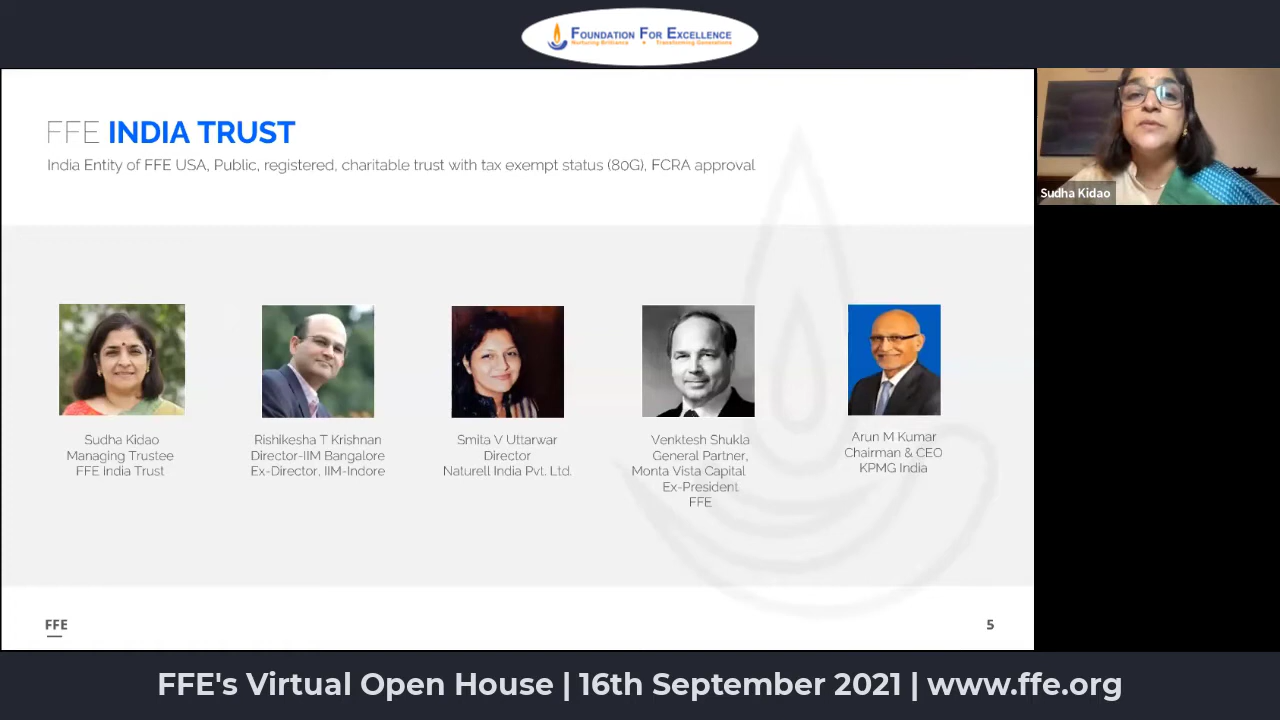 FOUNDATION FOR EXCELLENCE
Nurturing Brilliance • Transforming Generations
FFE INDIA TRUST
India Entity of FFE USA, Public, registered, charitable trust with tax exempt status (80G), FCRA approval
Sudha Kidao
Sudha Kidao
Managing Trustee
FFE India Trust
Rishikesha T Krishnan
Director-IIM Bangalore
Ex-Director, IIM-Indore
Smita V Uttarwar
Director
Naturell India Pvt. Ltd.
Venktesh Shukla
General Partner,
Monta Vista Capital
Ex-President
FFE
Arun M Kumar
Chairman & CEO
KPMG India
FFE
5
FFE's Virtual Open House | 16th September 2021 | www.ffe.org